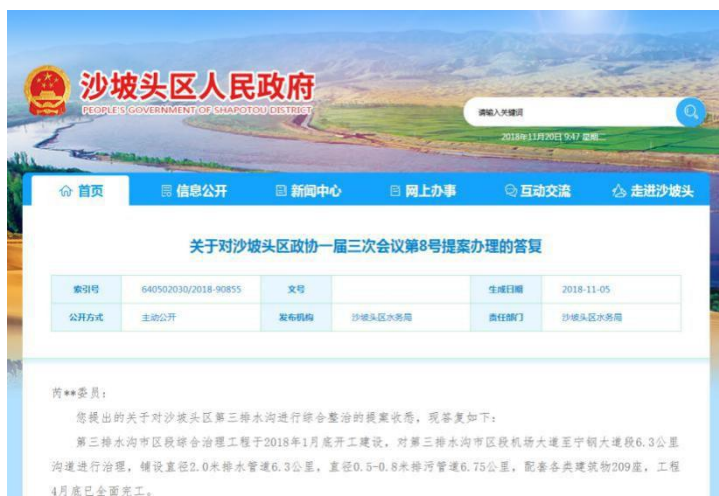 沙坡头区人民政府
PEOPLE'S GOVERNMENT OF SHAPOTOU DISTRICT
请输入关键词
2018年11月20日 9:47 星期二
首页 信息公开 新闻中心 网上办事 互动交流 走进沙坡头
关于对沙坡头区政协一届三次会议第8号提案办理的答复
索引号 640502030/2018-90855 文号 生成日期 2018-11-05
公开方式 主动公开 发布机构 沙坡头区水务局 责任部门 沙坡头区水务局
芮**委员：
您提出的关于对沙坡头区第三排水沟进行综合整治的提案收悉，现答复如下：
第三排水沟市区段综合治理工程于2018年1月底开工建设，对第三排水沟市区段机场大道至宁钢大道段6.3公里
沟道进行治理，铺设直径2.0米排水管道6.3公里，直径0.5-0.8米排污管道6.75公里，配套各类建筑物209座，工程
4月底已全面完工。